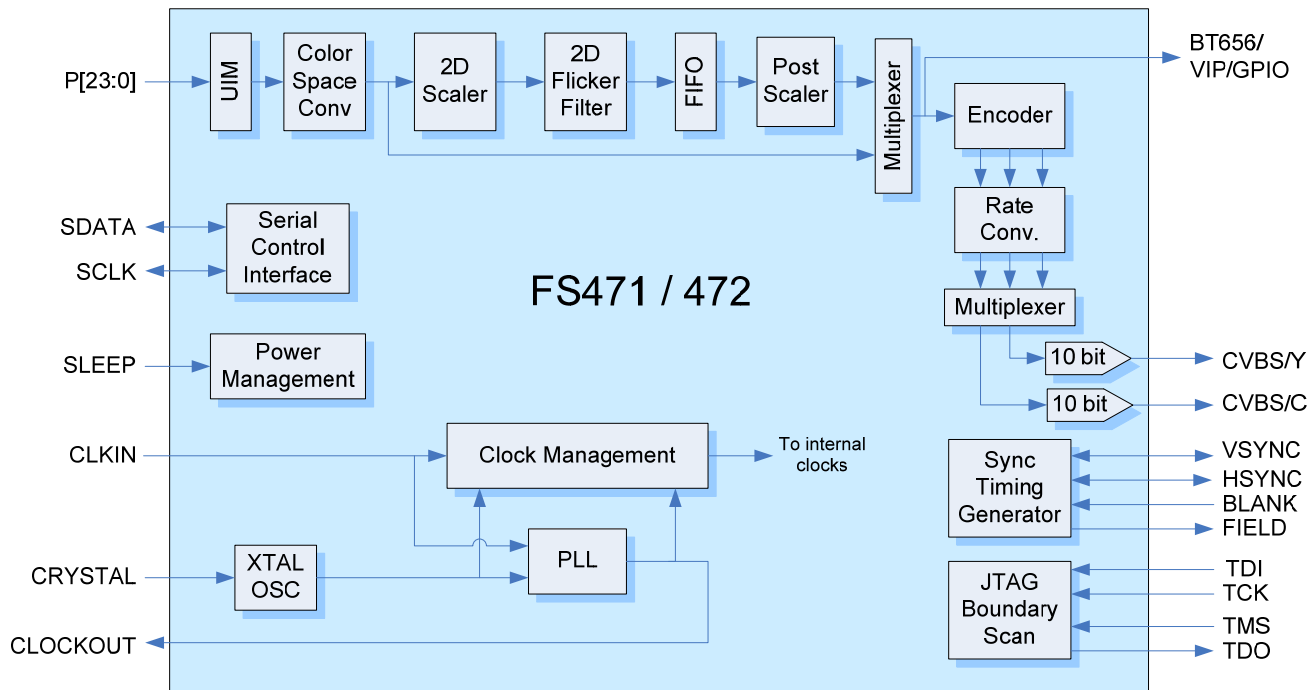 P[23:0]
UIM
Color
Space
Conv
2D
Scaler
2D
Flicker
Filter
FIFO
Post
Scaler
Multiplexer
BT656/
VIP/GPIO
Encoder
Rate
Conv.
Multiplexer
10 bit
CVBS/Y
10 bit
CVBS/C
SDATA
SCLK
Serial
Control
Interface
FS471 / 472
SLEEP
Power
Management
CLKIN
Clock Management
To internal
clocks
CRYSTAL
XTAL
OSC
PLL
CLOCKOUT
Sync
Timing
Generator
VSYNC
HSYNC
BLANK
FIELD
JTAG
Boundary
Scan
TDI
TCK
TMS
TDO